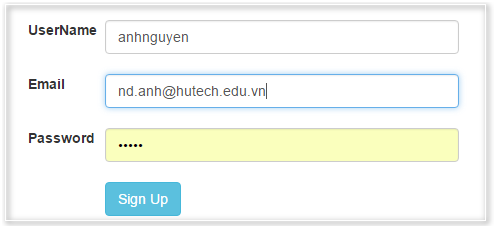 UserName anhnguyen
Email nd.anh@hutech.edu.vn
Password •••••
Sign Up